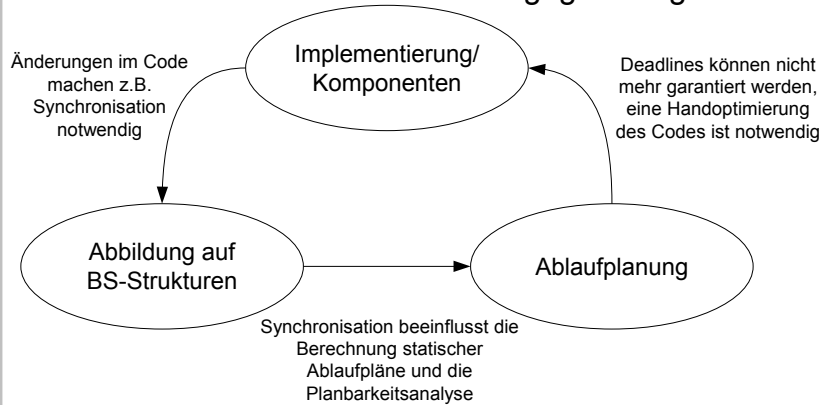 Implementierung/
Komponenten
Änderungen im Code
machen z.B.
Synchronisation
notwendig
Deadlines können nicht
mehr garantiert werden,
eine Handoptimierung
des Codes ist notwendig
Abbildung auf
BS-Strukturen
Ablaufplanung
Synchronisation beeinflusst die
Berechnung statischer
Ablaufpläne und die
Planbarkeitsanalyse